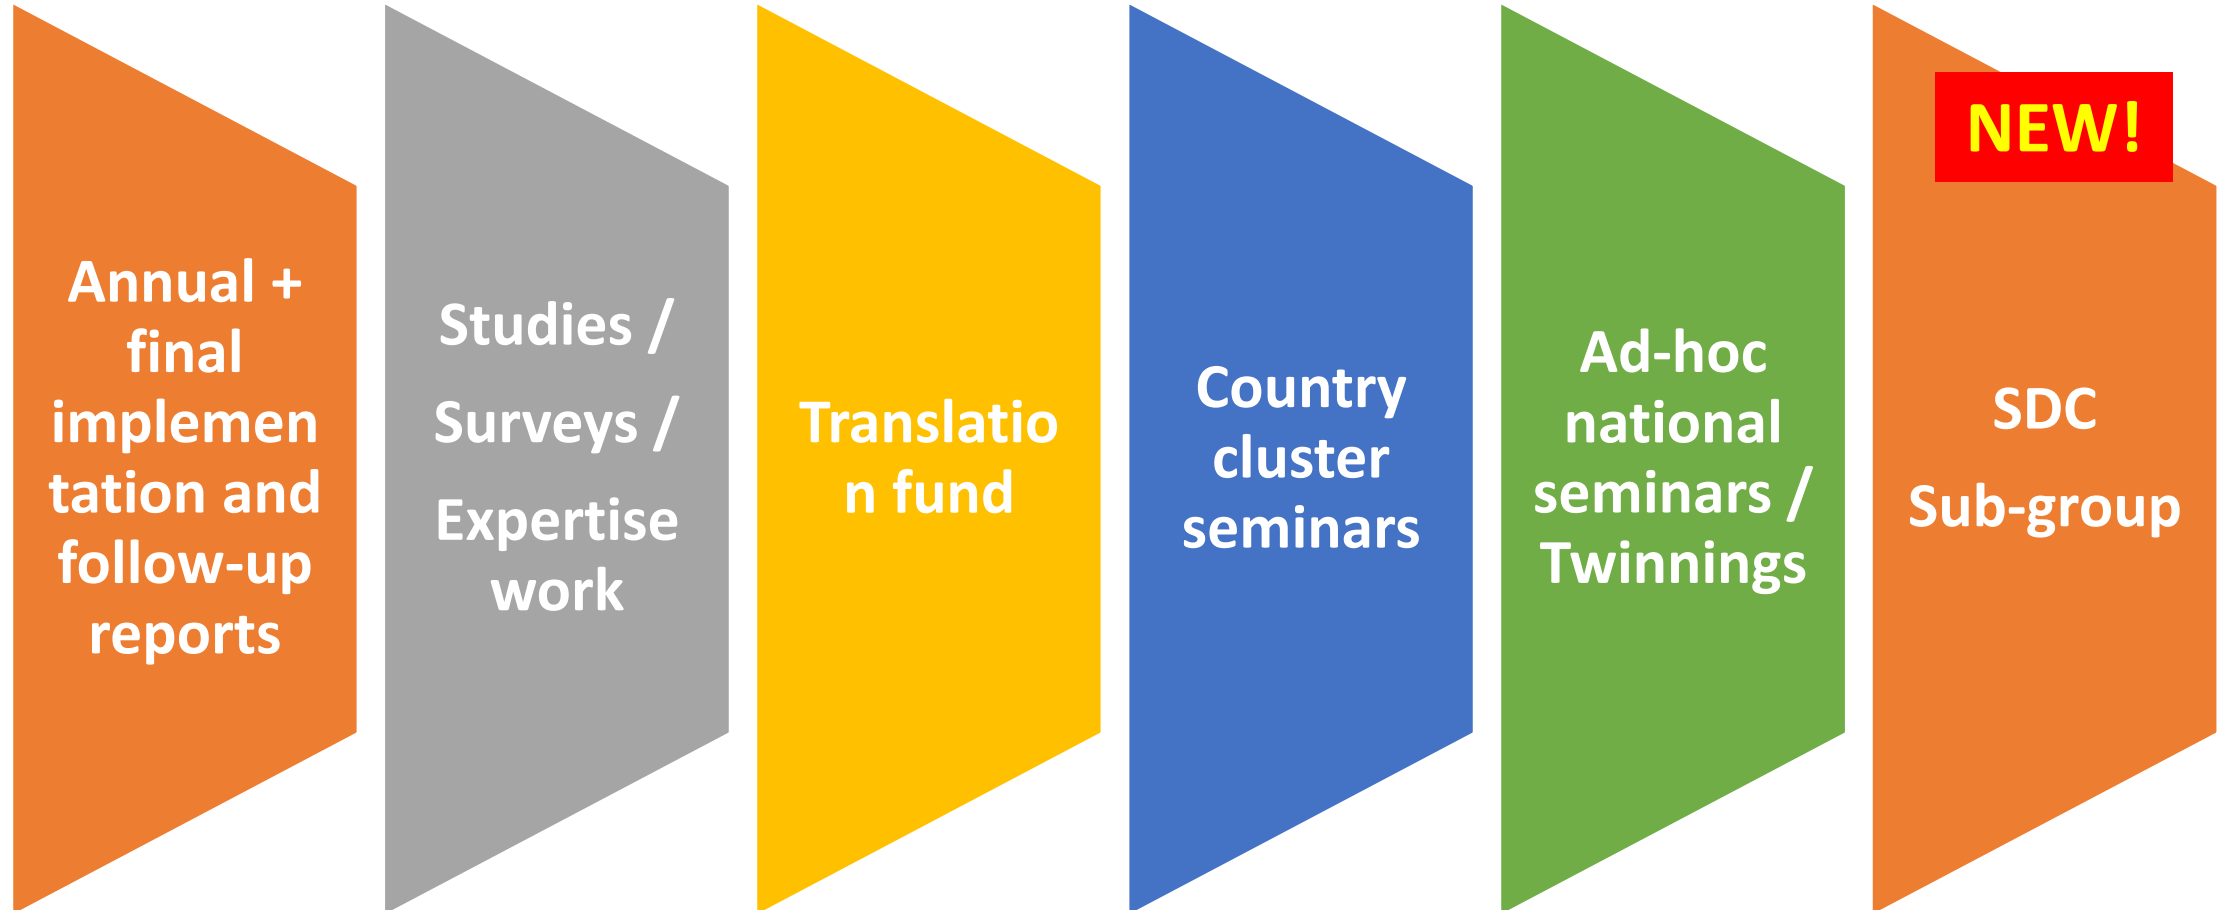 Annual +
final
implemen
tation and
follow-up
reports
Studies /
Surveys /
Expertise
work
Translatio
n fund
Country
cluster
seminars
Ad-hoc
national
seminars /
Twinnings
NEW!
SDC
Sub-group